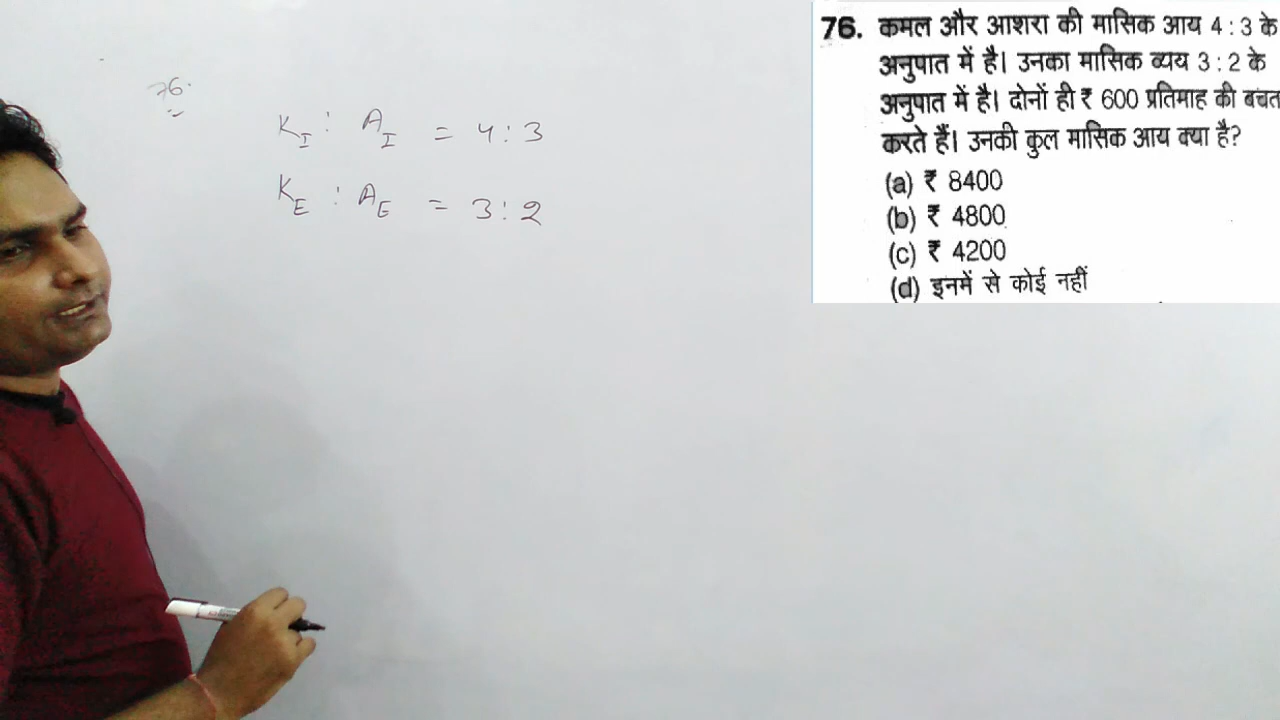 76.
K_I : A_I = 4 : 3
K_E : A_E = 3 : 2
76. कमल और आशरा की मासिक आय 4 : 3 के
अनुपात में है। उनका मासिक व्यय 3 : 2 के
अनुपात में है। दोनों ही ₹ 600 प्रतिमाह की बचत
करते हैं। उनकी कुल मासिक आय क्या है?
(a) ₹ 8400
(b) ₹ 4800
(c) ₹ 4200
(d) इनमें से कोई नहीं